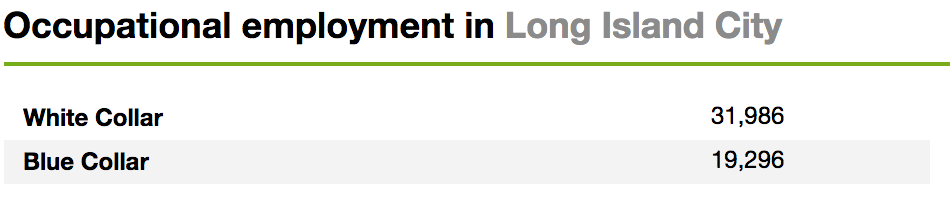 Occupational employment in Long Island City
White Collar 31,986
Blue Collar 19,296